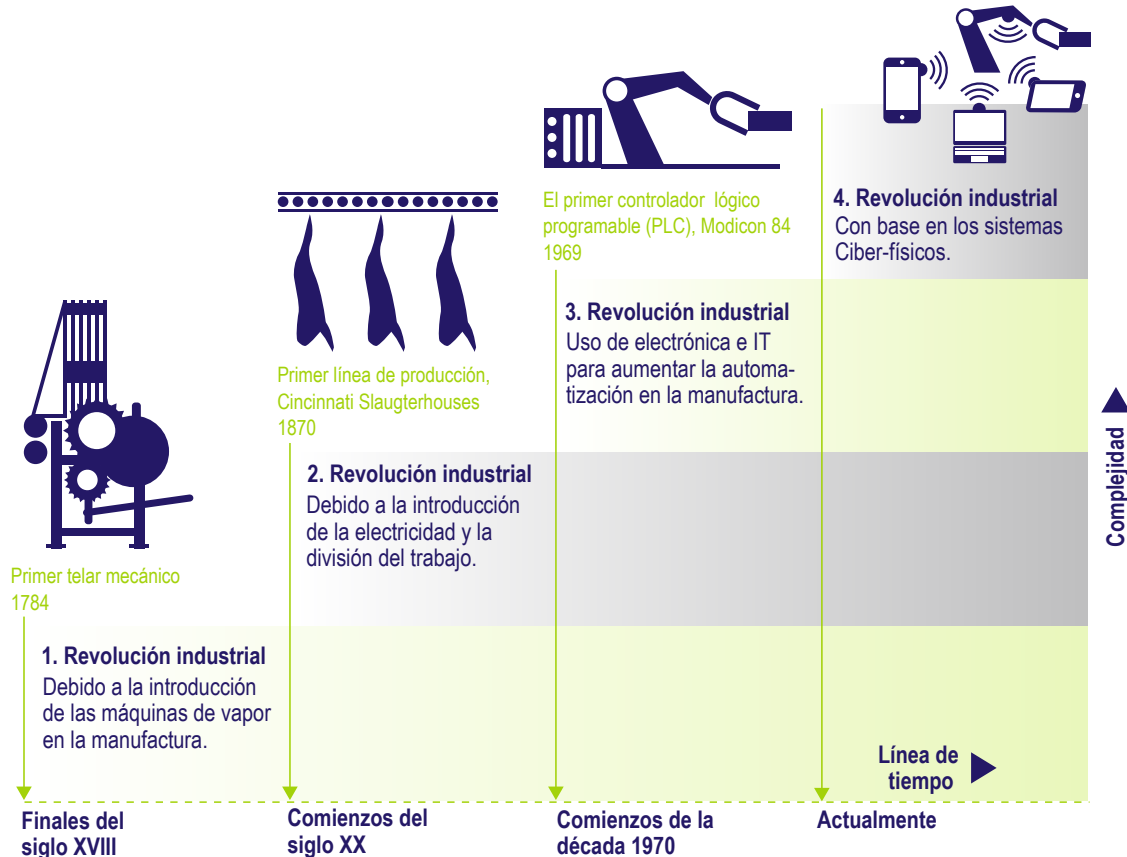 El primer controlador lógico
programable (PLC), Modicon 84
1969
4. Revolución industrial
Con base en los sistemas
Ciber-físicos.
3. Revolución industrial
Uso de electrónica e IT
para aumentar la automa-
tización en la manufactura.
Primer línea de producción,
Cincinnati Slaugterhouses
1870
2. Revolución industrial
Debido a la introducción
de la electricidad y la
división del trabajo.
Complejidad
Primer telar mecánico
1784
1. Revolución industrial
Debido a la introducción
de las máquinas de vapor
en la manufactura.
Línea de
tiempo
Finales del
siglo XVIII
Comienzos del
siglo XX
Comienzos de la
década 1970
Actualmente